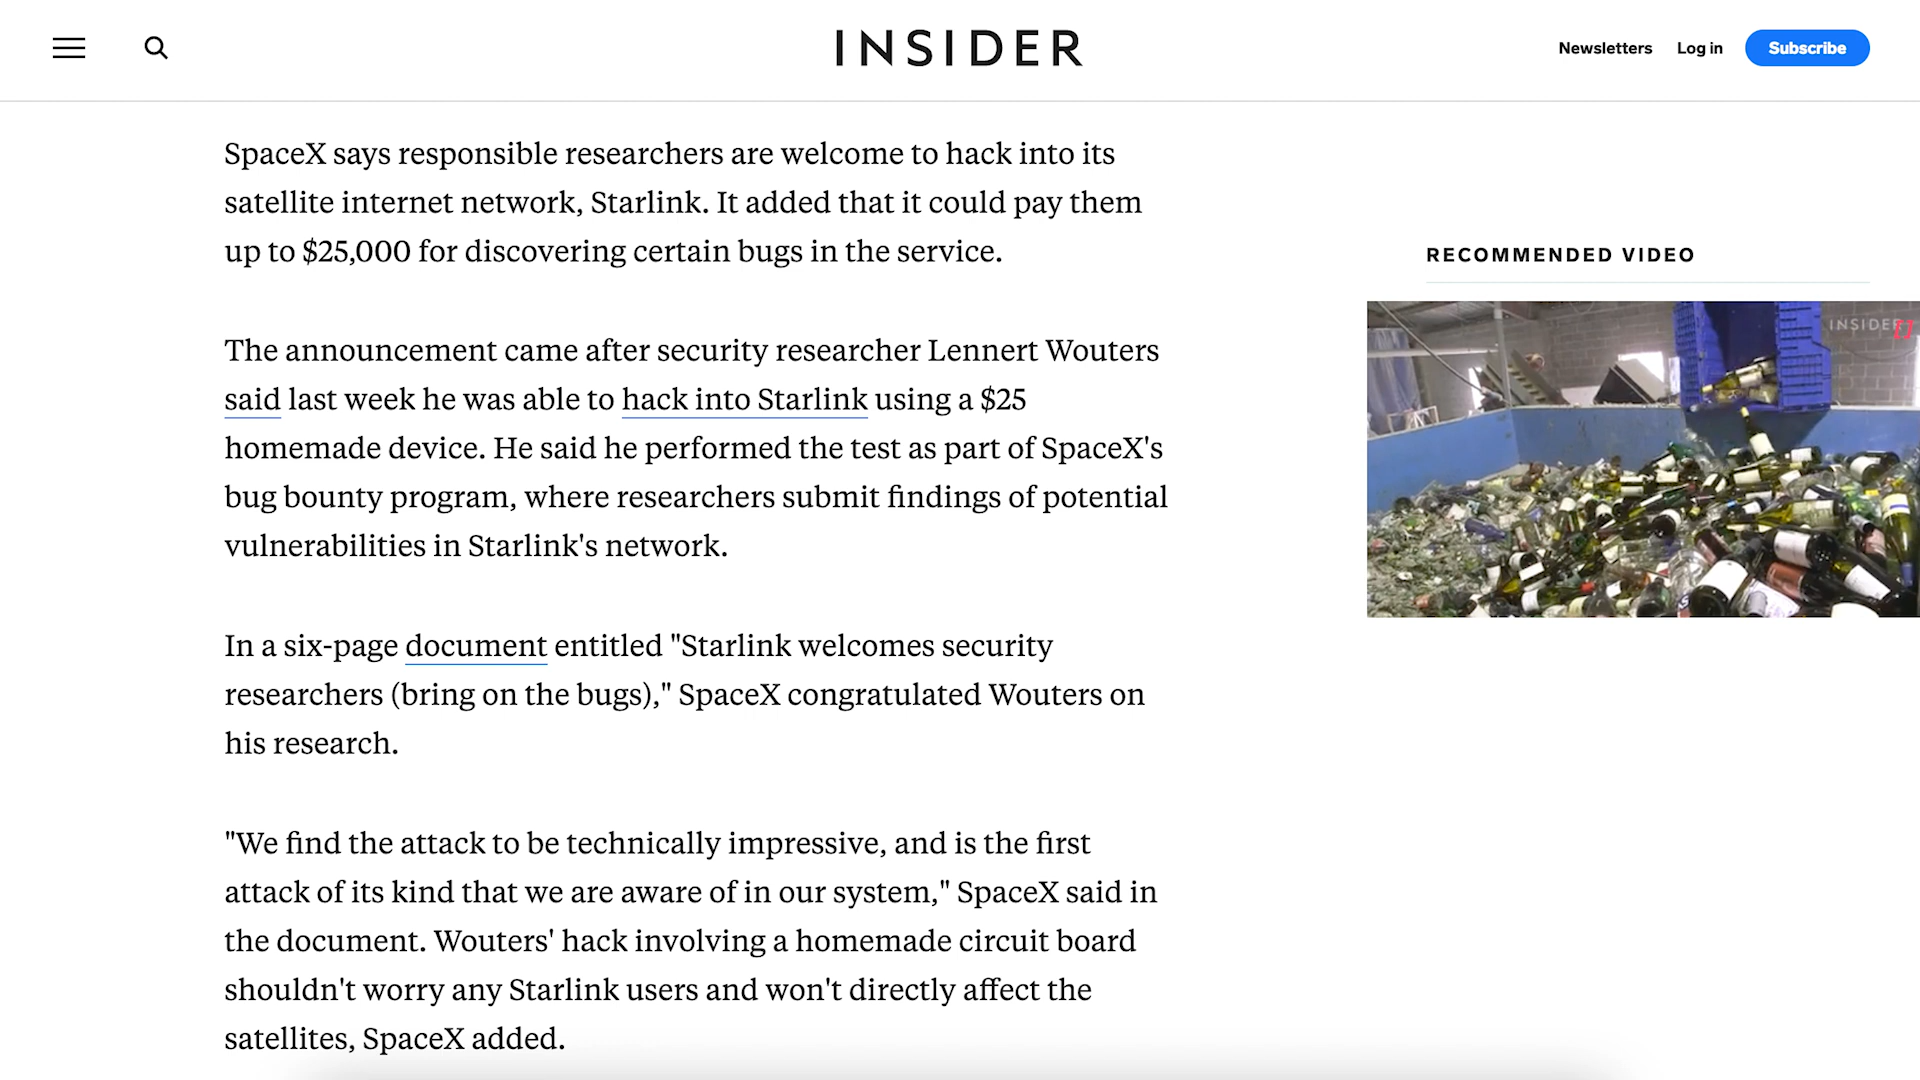 INSIDER
Newsletters
Log in
Subscribe
SpaceX says responsible researchers are welcome to hack into its
satellite internet network, Starlink. It added that it could pay them
up to $25,000 for discovering certain bugs in the service.
The announcement came after security researcher Lennert Wouters
said last week he was able to hack into Starlink using a $25
homemade device. He said he performed the test as part of SpaceX's
bug bounty program, where researchers submit findings of potential
vulnerabilities in Starlink's network.
In a six-page document entitled "Starlink welcomes security
researchers (bring on the bugs)," SpaceX congratulated Wouters on
his research.
"We find the attack to be technically impressive, and is the first
attack of its kind that we are aware of in our system," SpaceX said in
the document. Wouters' hack involving a homemade circuit board
shouldn't worry any Starlink users and won't directly affect the
satellites, SpaceX added.
RECOMMENDED VIDEO
INSIDER